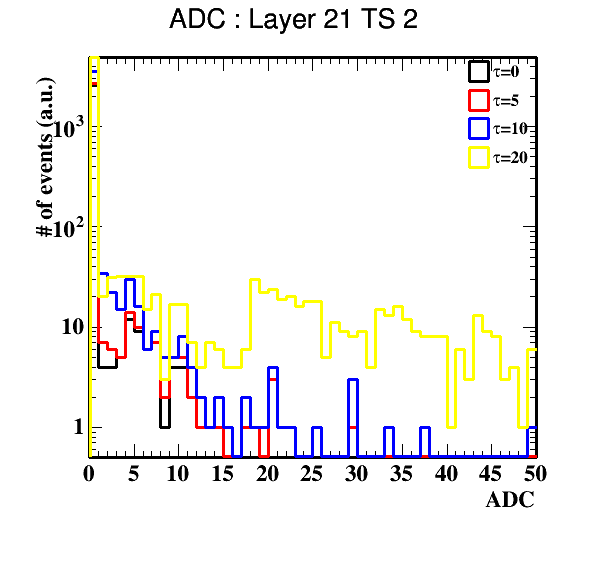 ADC : Layer 21 TS 2
# of events (a.u.)
10³
10²
10
1
τ=0
τ=5
τ=10
τ=20
0 5 10 15 20 25 30 35 40 45 50
ADC